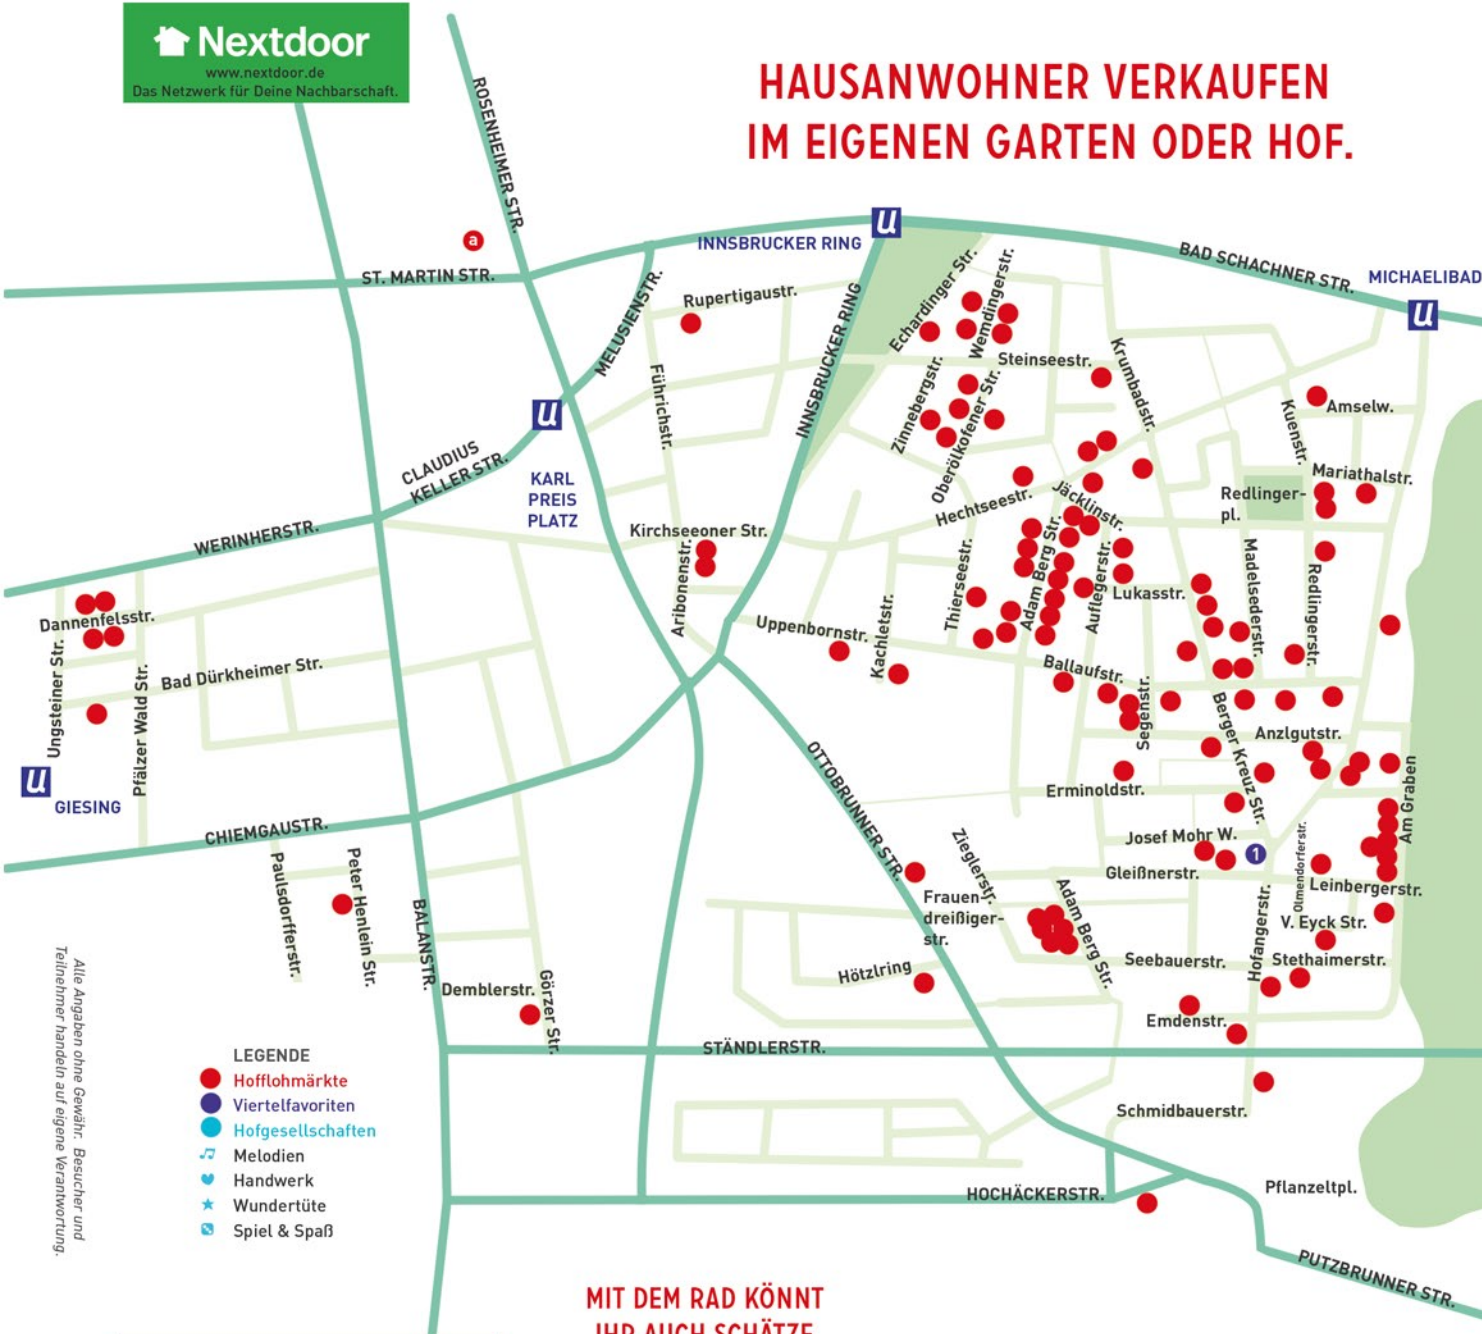 Nextdoor
www.nextdoor.de
Das Netzwerk für Deine Nachbarschaft.
HAUSANWOHNER VERKAUFEN
IM EIGENEN GARTEN ODER HOF.
ROSENHEIMER STR.
a
ST. MARTIN STR.
INNSBRUCKER RING
U
BAD SCHACHNER STR.
MICHAELIBAD
U
MELUSIENSTR.
Rupertigaustr.
Führichstr.
INNSBRUCKER RING
Echardinger Str.
Wemdingerstr.
Steinseestr.
Zinnebergstr.
Oberölkofener Str.
Krumbadstr.
Kuenstr.
Amselw.
Mariathalstr.
Redlinger-
pl.
U
KARL
PREIS
PLATZ
CLAUDIUS
KELLER STR.
WERINHERSTR.
Kirchseeoner Str.
Aribonenstr.
Hechtseestr.
Jäcklinstr.
Thierseestr.
Adam Berg Str.
Auflegerstr.
Lukasstr.
Madelsederstr.
Redlingerstr.
Dannenfelsstr.
Ungsteiner Str.
Bad Dürkheimer Str.
Pfälzer Wald Str.
Uppenbornstr.
Kachletstr.
Ballaufstr.
Segenstr.
Berger Kreuz Str.
Anzlgutstr.
Am Graben
U
GIESING
CHIEMGAUSTR.
OTTOBRUNNER STR.
Erminoldstr.
Josef Mohr W.
1
Gleißnerstr.
Olmendorferstr.
Leinbergerstr.
Paulsdorfferstr.
Peter Henlein Str.
BALANSTR.
Zieglerstr.
Frauen-
dreißiger-
str.
Adam Berg Str.
V. Eyck Str.
Hofangerstr.
Stethaimerstr.
Seebauerstr.
Hötzlring
Demblerstr.
Görzer Str.
Emdenstr.
STÄNDLERSTR.
Schmidbauerstr.
HOCHÄCKERSTR.
Pflanzeltpl.
PUTZBRUNNER STR.
Alle Angaben ohne Gewähr. Besucher und
Teilnehmer handeln auf eigene Verantwortung.
LEGENDE
Hofflohmärkte
Viertelfavoriten
Hofgesellschaften
Melodien
Handwerk
Wundertüte
Spiel & Spaß
MIT DEM RAD KÖNNT
IHR AUCH SCHÄTZE